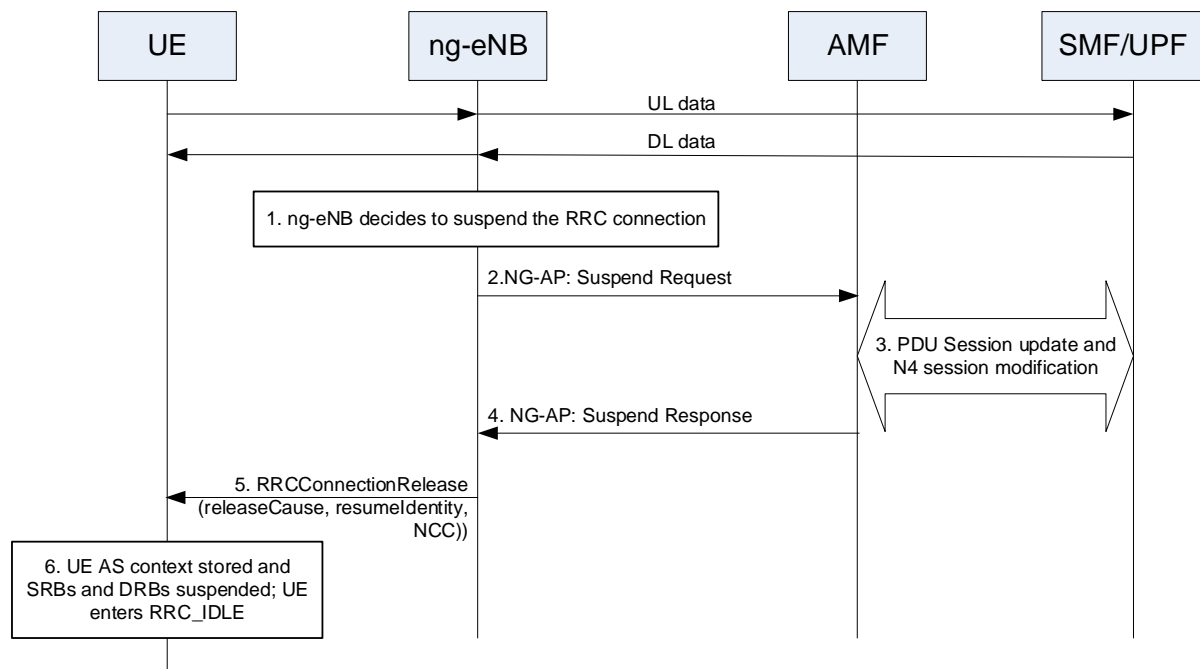 UE
ng-eNB
AMF
SMF/UPF
UL data
DL data
1. ng-eNB decides to suspend the RRC connection
2.NG-AP: Suspend Request
3. PDU Session update and
N4 session modification
4. NG-AP: Suspend Response
5. RRCConnectionRelease
(releaseCause, resumeIdentity,
NCC))
6. UE AS context stored and
SRBs and DRBs suspended; UE
enters RRC_IDLE